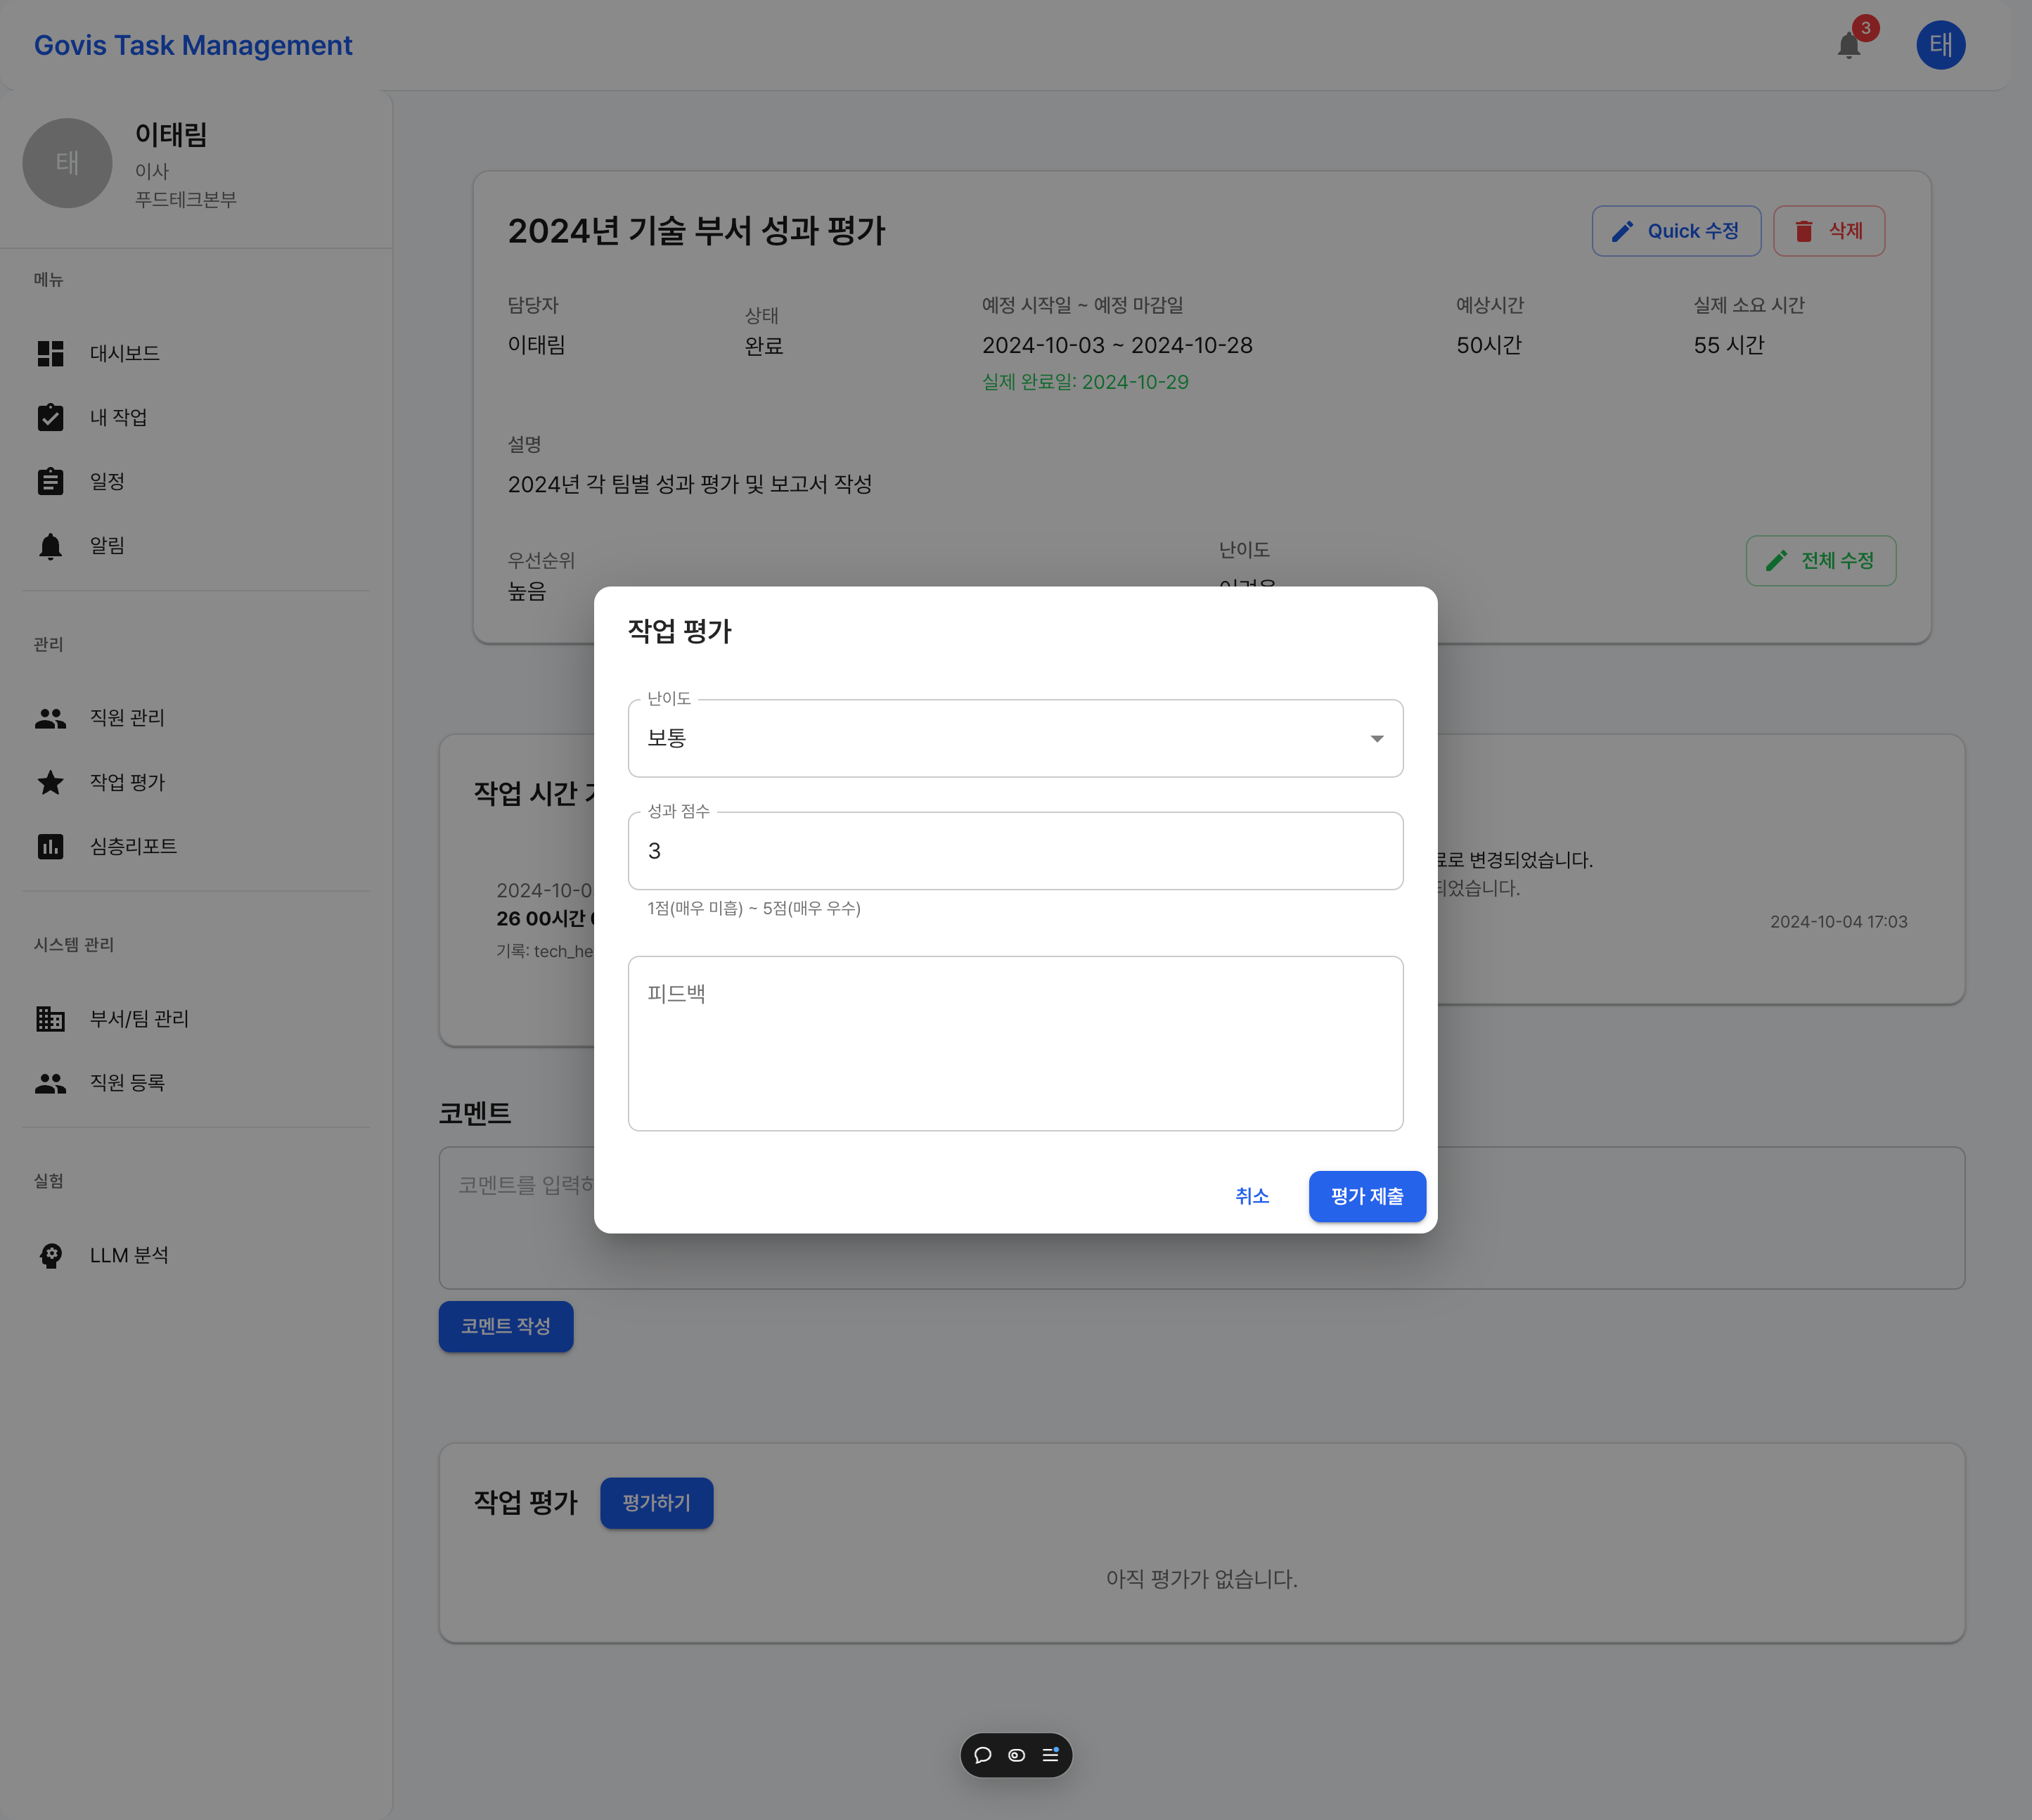 Govis Task Management
3
태
태
이태림
이사
푸드테크본부
메뉴
대시보드
내 작업
일정
알림
관리
직원 관리
작업 평가
심층리포트
시스템 관리
부서/팀 관리
직원 등록
실험
LLM 분석
2024년 기술 부서 성과 평가
Quick 수정
삭제
담당자
이태림
상태
완료
예정 시작일 ~ 예정 마감일
2024-10-03 ~ 2024-10-28
실제 완료일: 2024-10-29
예상시간
50시간
실제 소요 시간
55 시간
설명
2024년 각 팀별 성과 평가 및 보고서 작성
우선순위
높음
난이도
전체 수정
작업 평가
난이도
보통
성과 점수
3
1점(매우 미흡) ~ 5점(매우 우수)
피드백
취소
평가 제출
작업 시간
2024-10-0
26 00시간
기록: tech_he
로 변경되었습니다.
되었습니다.
2024-10-04 17:03
코멘트
코멘트를 입력하
코멘트 작성
작업 평가
평가하기
아직 평가가 없습니다.